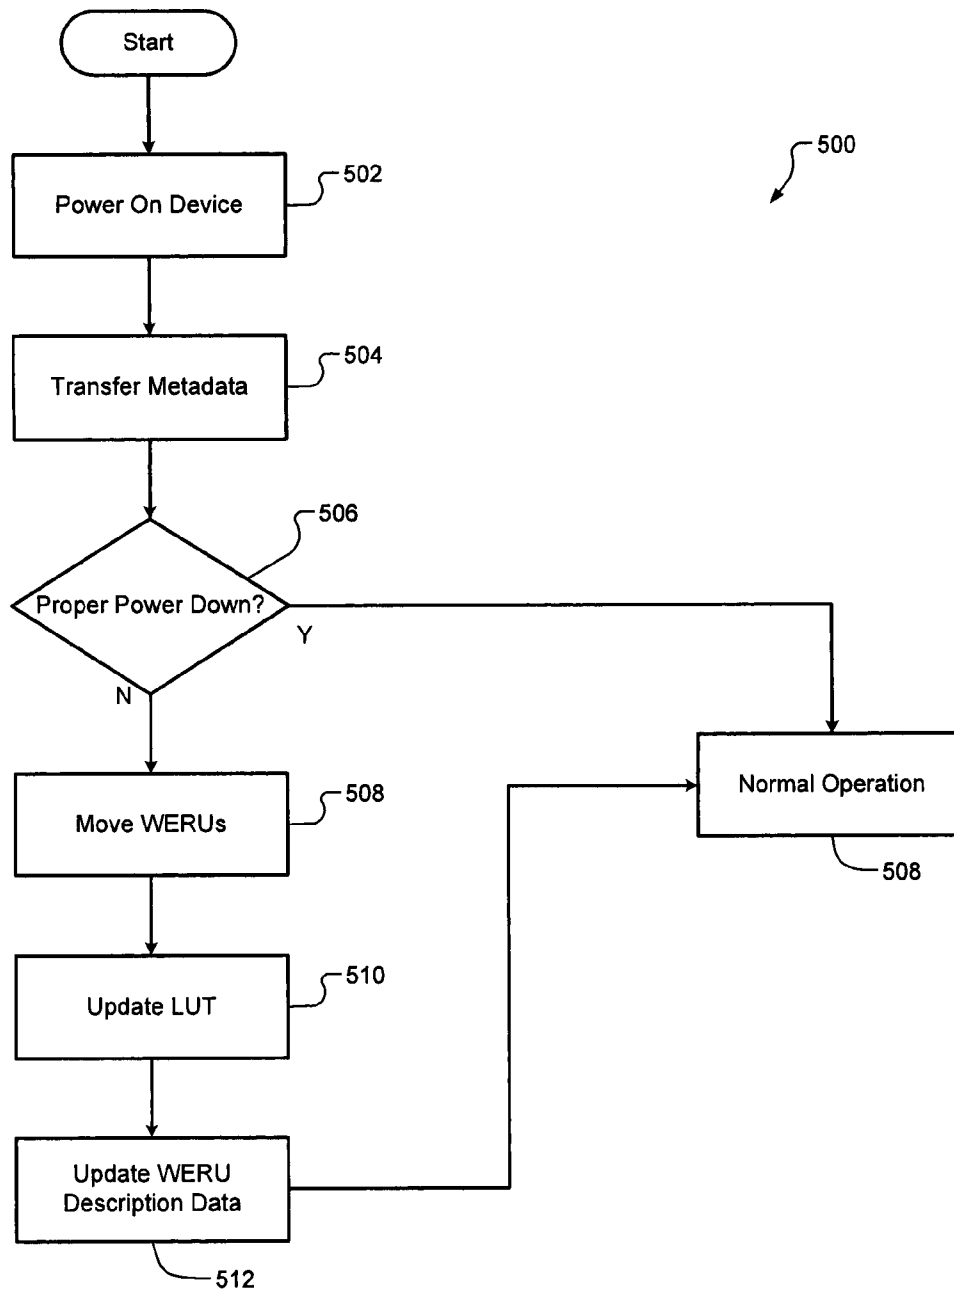 Start
500
502
Power On Device
504
Transfer Metadata
506
Proper Power Down?
Y
N
508
Move WERUs
Normal Operation
508
510
Update LUT
Update WERU
Description Data
512